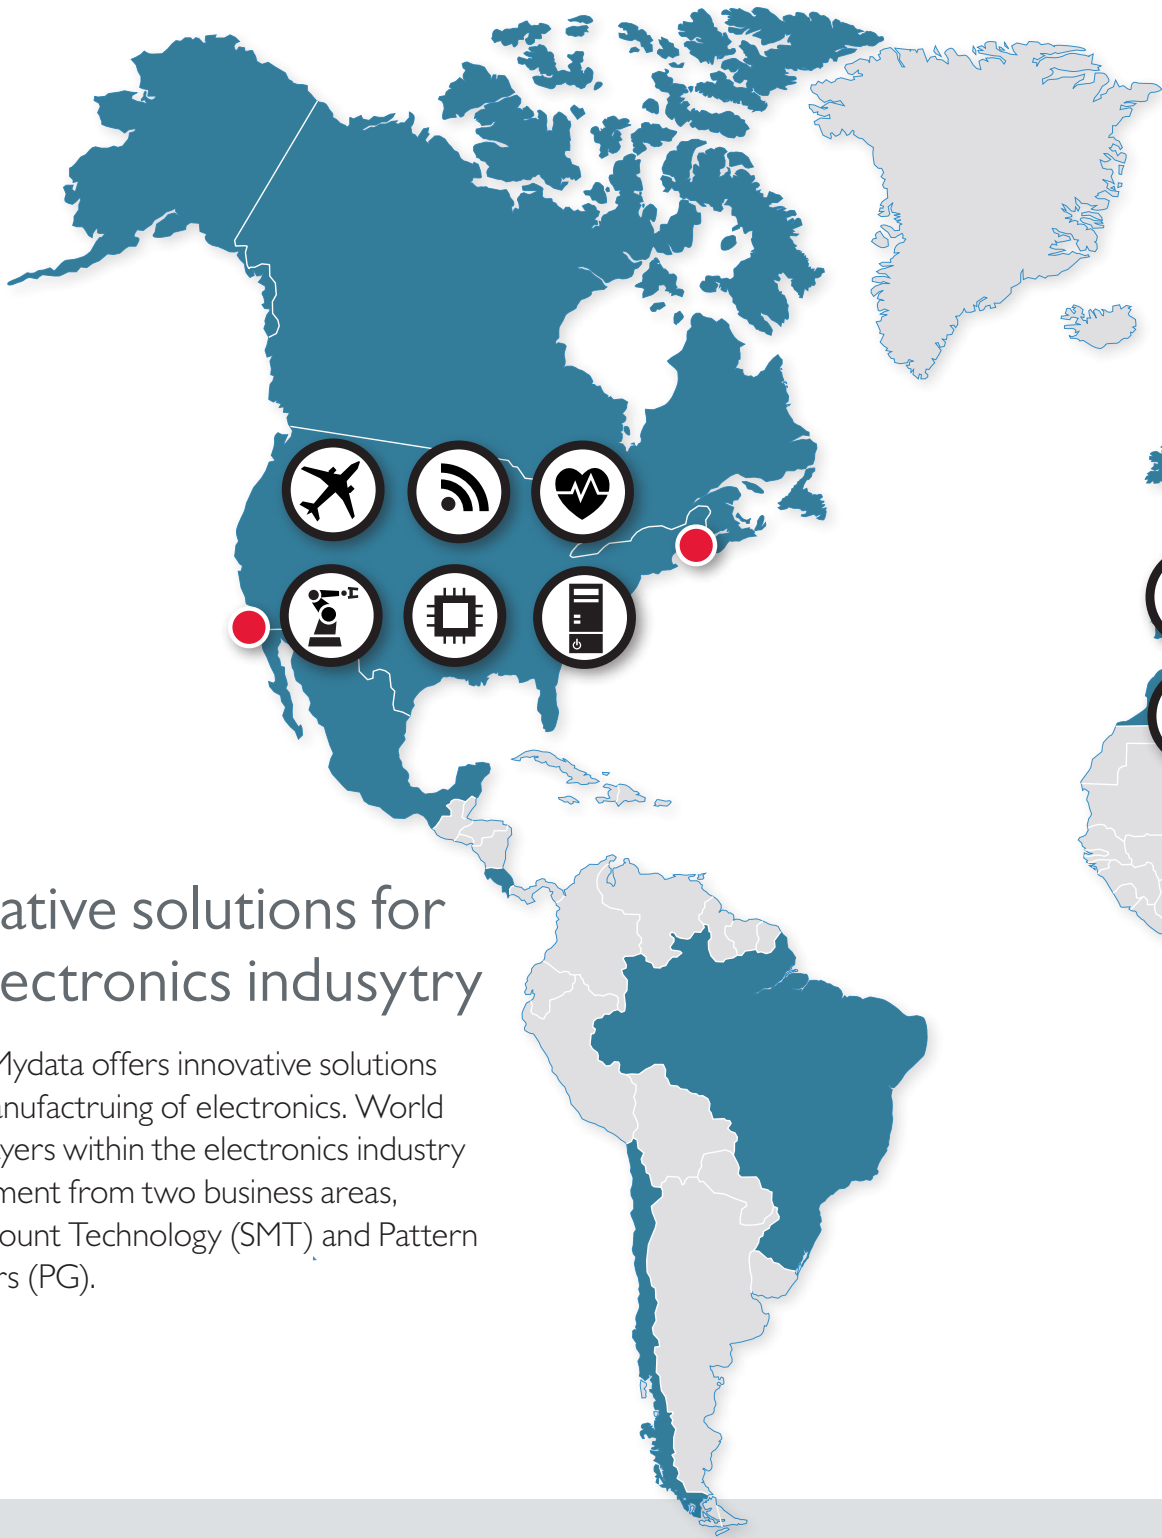 ative solutions for
ectronics indusytry
Mydata offers innovative solutions
anufactruing of electronics. World
yers within the electronics industry
ment from two business areas,
ount Technology (SMT) and Pattern
rs (PG).